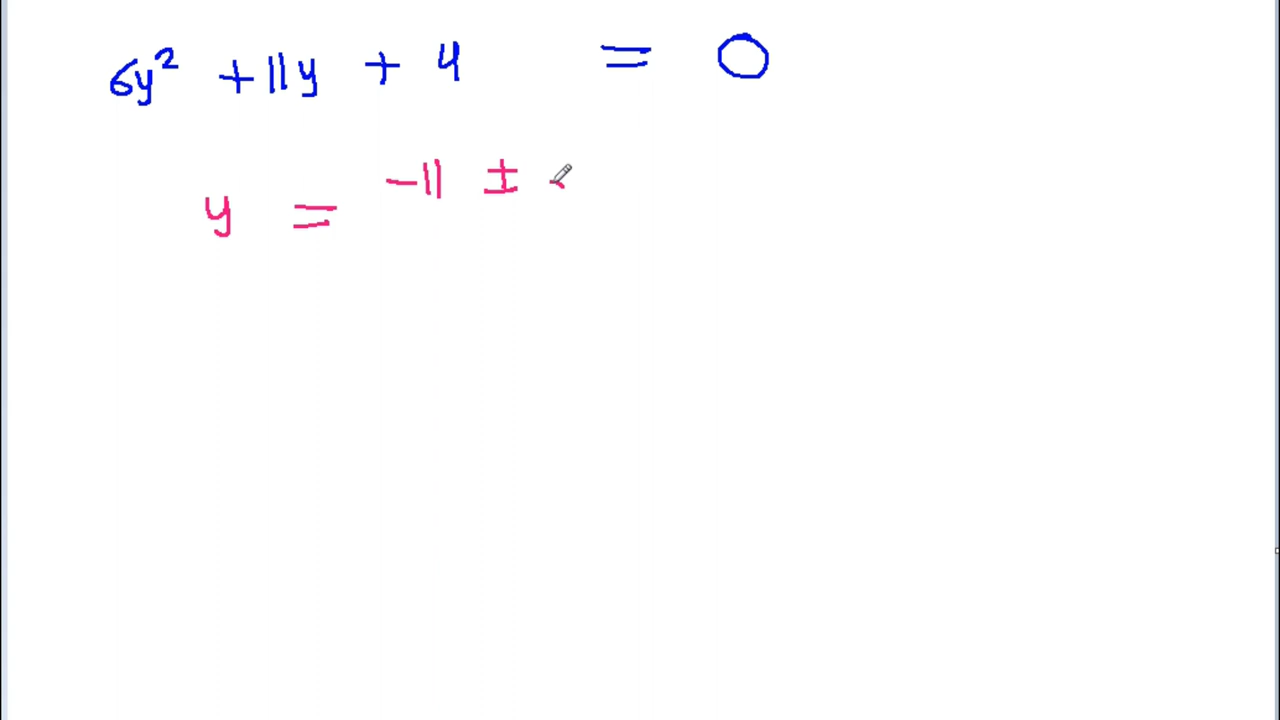 6y² + 11y + 4 = 0
y = -11 ±